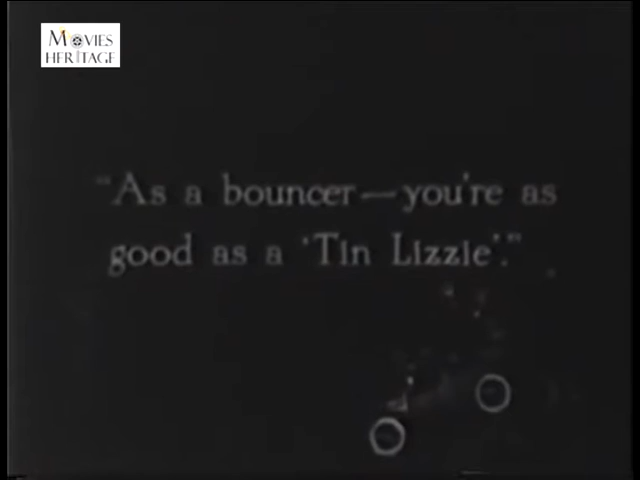 MOVIES
HERITAGE
"As a bouncer—you're as
good as a 'Tin Lizzie'."